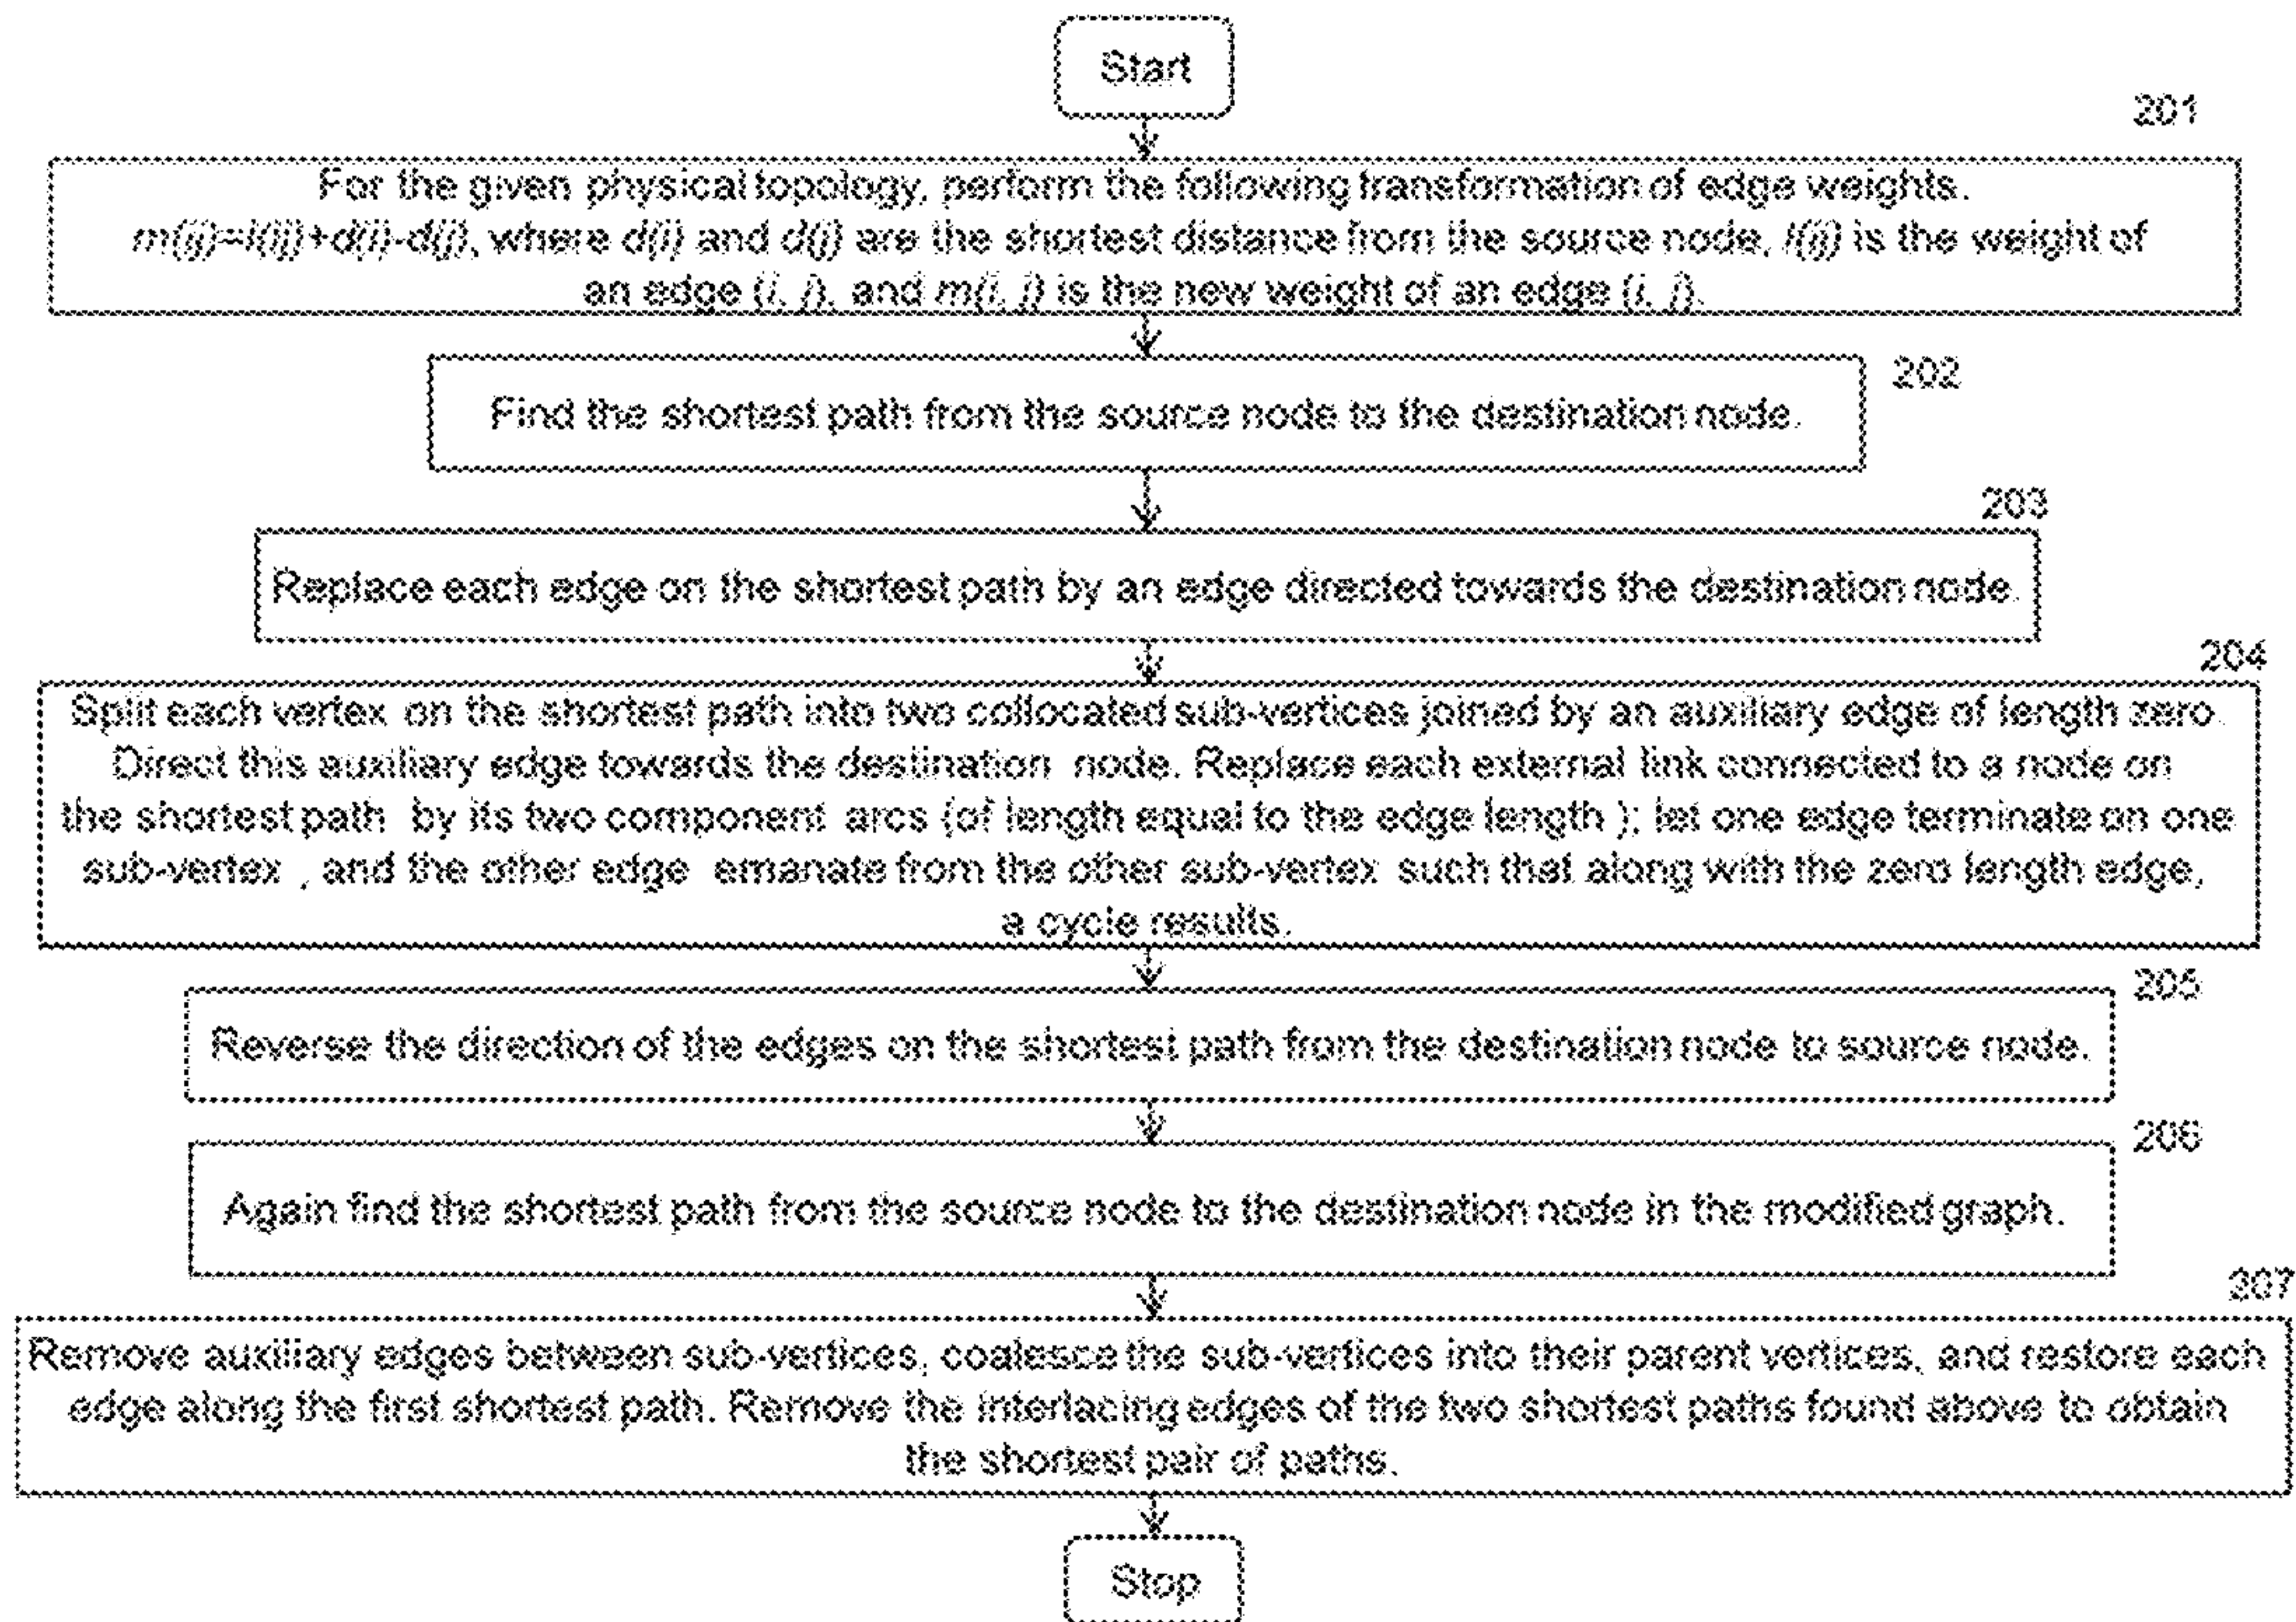 Start
201
For the given physical topology, perform the following transformation of edge weights.
m(ij)=l(ij)+d(i)-d(j), where d(i) and d(j) are the shortest distance from the source node, l(ij) is the weight of
an edge (i, j), and m(i, j) is the new weight of an edge (i, j).
202
Find the shortest path from the source node to the destination node.
203
Replace each edge on the shortest path by an edge directed towards the destination node.
204
Split each vertex on the shortest path into two collocated sub-vertices joined by an auxiliary edge of length zero.
Direct this auxiliary edge towards the destination node. Replace each external link connected to a node on
the shortest path by its two component arcs (of length equal to the edge length ); let one edge terminate on one
sub-vertex , and the other edge emanate from the other sub-vertex such that along with the zero length edge,
a cycle results.
205
Reverse the direction of the edges on the shortest path from the destination node to source node.
206
Again find the shortest path from the source node to the destination node in the modified graph.
207
Remove auxiliary edges between sub-vertices, coalesce the sub-vertices into their parent vertices, and restore each
edge along the first shortest path. Remove the interlacing edges of the two shortest paths found above to obtain
the shortest pair of paths.
Stop